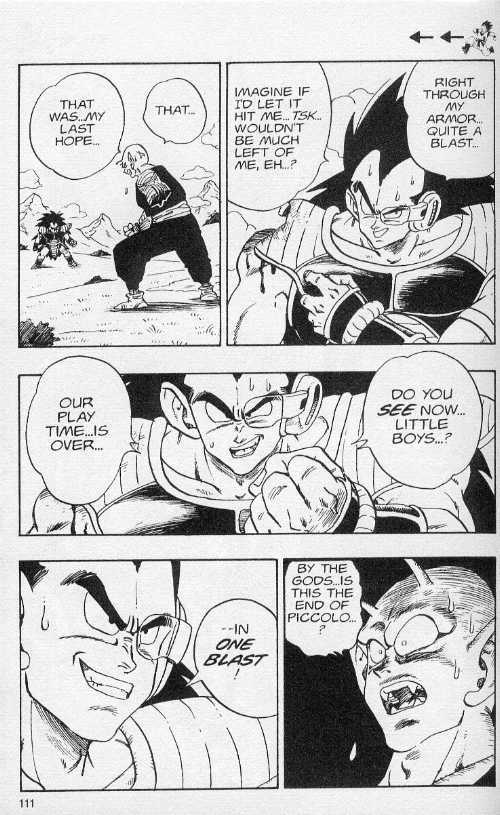 RIGHT
THROUGH
MY
ARMOR...
QUITE A
BLAST...
IMAGINE IF
I'D LET IT
HIT ME... TSK...
WOULDN'T
BE MUCH
LEFT OF
ME, EH..?
THAT...
THAT
WAS...MY
LAST
HOPE...
DO YOU
SEE NOW...
LITTLE
BOYS...?
OUR
PLAY
TIME...IS
OVER...
BY THE
GODS...IS
THIS THE
END OF
PICCOLO...
?
--IN
ONE
BLAST
!
111